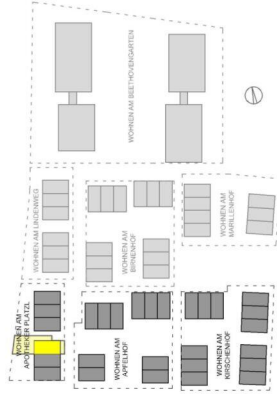 WOHNEN AM BEETHOVENGARTEN
WOHNEN AM LINDENWEG
WOHNEN AM
BIRNENHOF
WOHNEN AM
MARILLENHOF
WOHNEN AM
APOTHEKER PLATZL
WOHNEN AM
APFELHOF
WOHNEN AM
KIRSCHENHOF